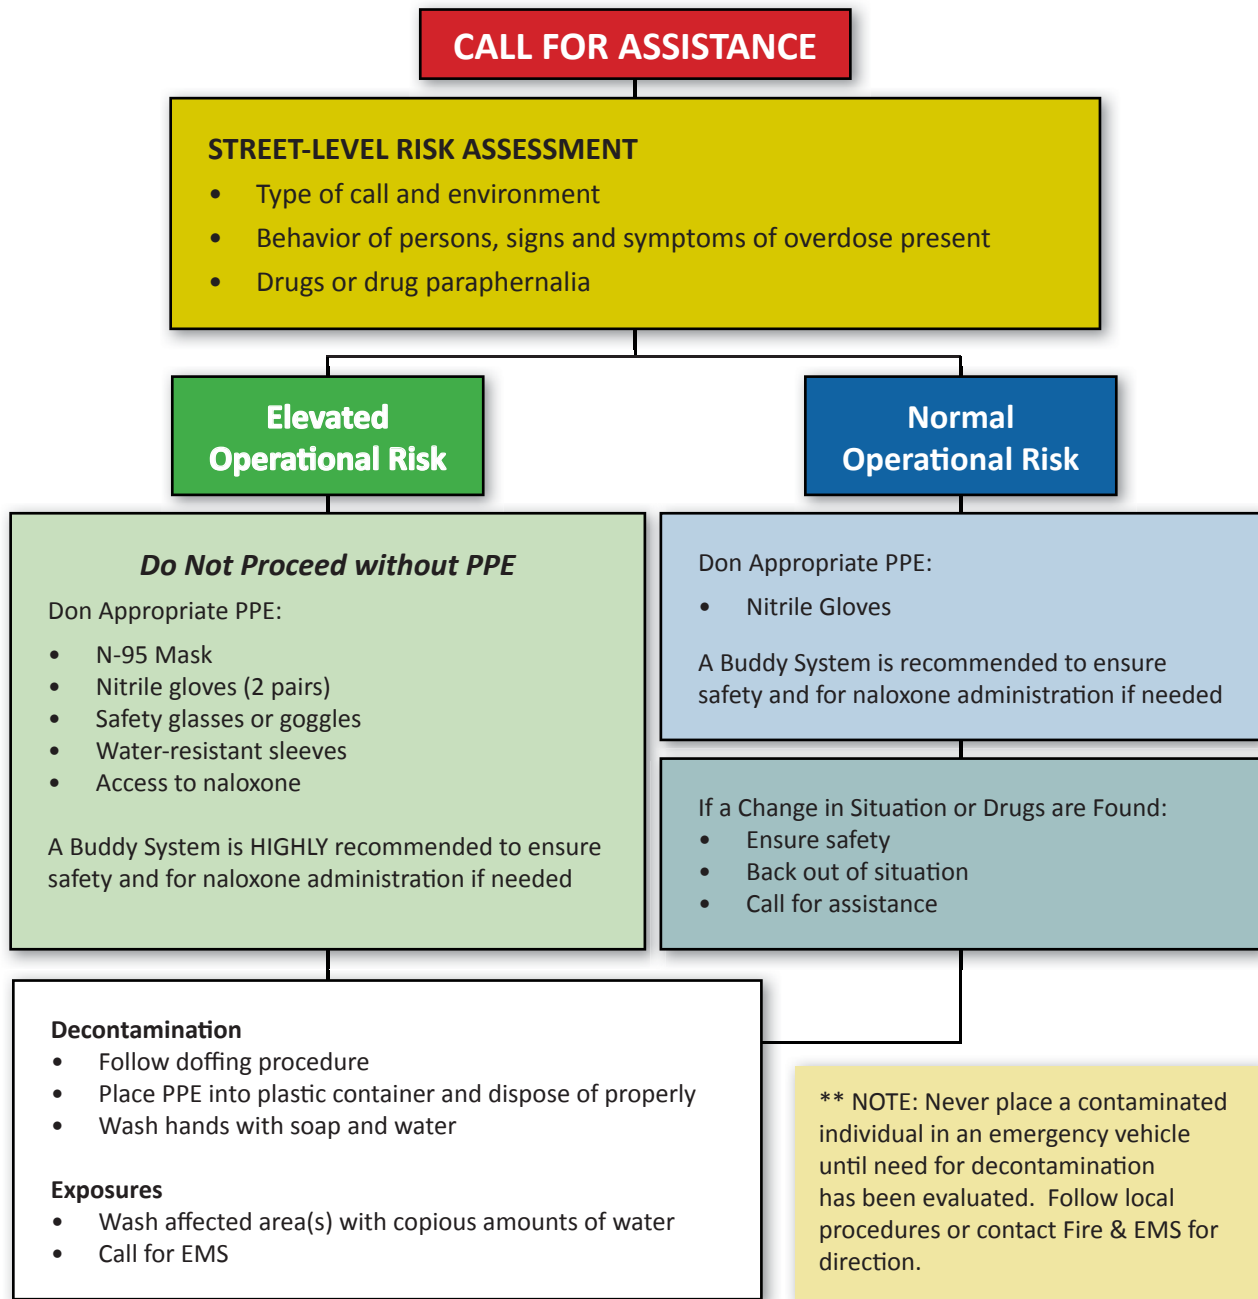 CALL FOR ASSISTANCE
STREET-LEVEL RISK ASSESSMENT
• Type of call and environment
• Behavior of persons, signs and symptoms of overdose present
• Drugs or drug paraphernalia
Elevated
Operational Risk
Do Not Proceed without PPE
Don Appropriate PPE:
• N-95 Mask
• Nitrile gloves (2 pairs)
• Safety glasses or goggles
• Water-resistant sleeves
• Access to naloxone
A Buddy System is HIGHLY recommended to ensure
safety and for naloxone administration if needed
Normal
Operational Risk
Don Appropriate PPE:
• Nitrile Gloves
A Buddy System is recommended to ensure
safety and for naloxone administration if needed
If a Change in Situation or Drugs are Found:
• Ensure safety
• Back out of situation
• Call for assistance
Decontamination
• Follow doffing procedure
• Place PPE into plastic container and dispose of properly
• Wash hands with soap and water
Exposures
• Wash affected area(s) with copious amounts of water
• Call for EMS
** NOTE: Never place a contaminated
individual in an emergency vehicle
until need for decontamination
has been evaluated.  Follow local
procedures or contact Fire & EMS for
direction.